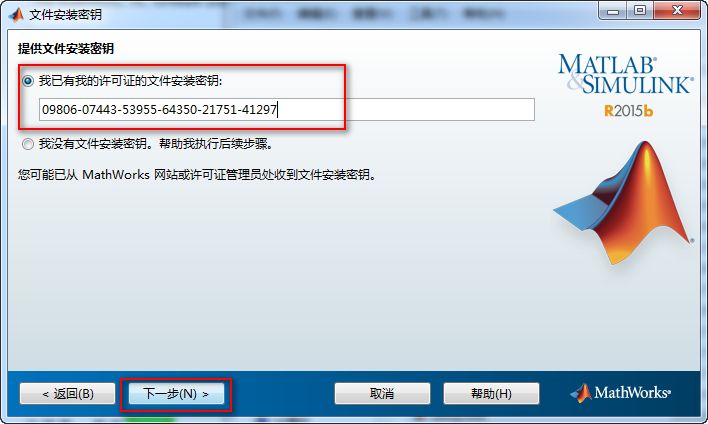 文件安装密钥
提供文件安装密钥
我已有我的许可证的文件安装密钥:
09806-07443-53955-64350-21751-41297
我没有文件安装密钥。帮助我执行后续步骤。
您可能已从 MathWorks 网站或许可证管理员处收到文件安装密钥。
MATLAB
&SIMULINK®
R2015b
< 返回(B)
下一步(N) >
取消
帮助(H)
MathWorks®